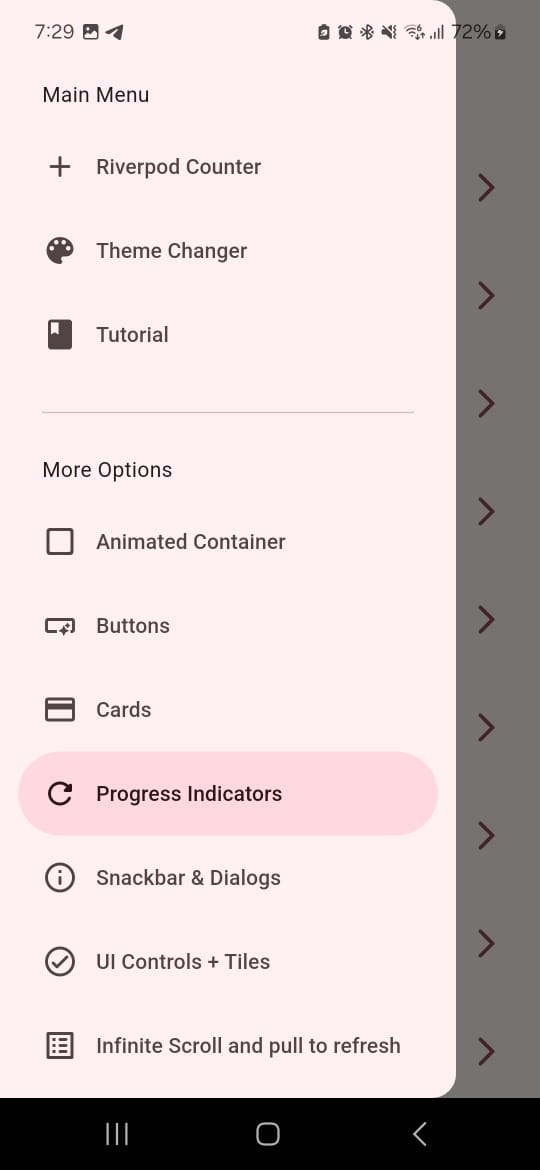 7:29
72%
Main Menu
Riverpod Counter
Theme Changer
Tutorial
More Options
Animated Container
Buttons
Cards
Progress Indicators
Snackbar & Dialogs
UI Controls + Tiles
Infinite Scroll and pull to refresh